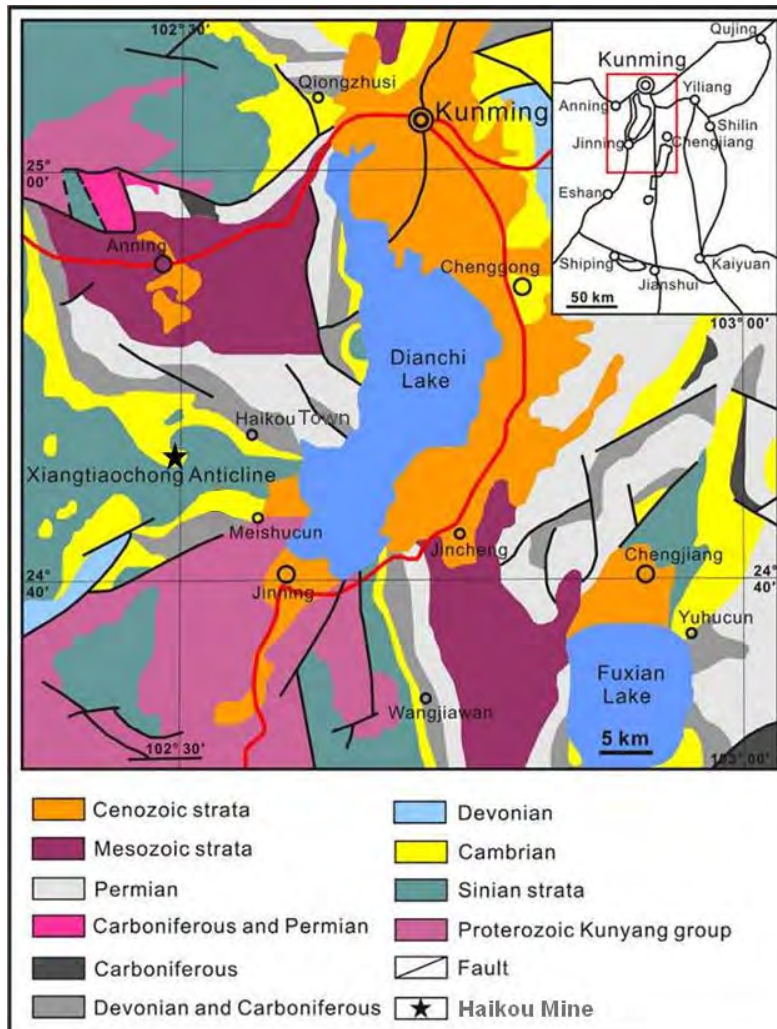 102° 30'
Qujing
Kunming
Qiongzhusi
Yiliang
Kunming
Anning
Shilin
Chengjiang
Jinning
25°
00'
Eshan
Anning
Chenggong
Shiping
Kaiyuan
Jianshui
50 km
103° 00'
Dianchi
Lake
Haikou Town
Xiangtiaochong Anticline
Meishucun
Jincheng
Chengjiang
24°
40'
Jinning
Yuhucun
Fuxian
Lake
Wangjiawan
5 km
102° 30'
103° 00'
Cenozoic strata
Devonian
Mesozoic strata
Cambrian
Permian
Sinian strata
Carboniferous and Permian
Proterozoic Kunyang group
Carboniferous
Fault
Devonian and Carboniferous
Haikou Mine